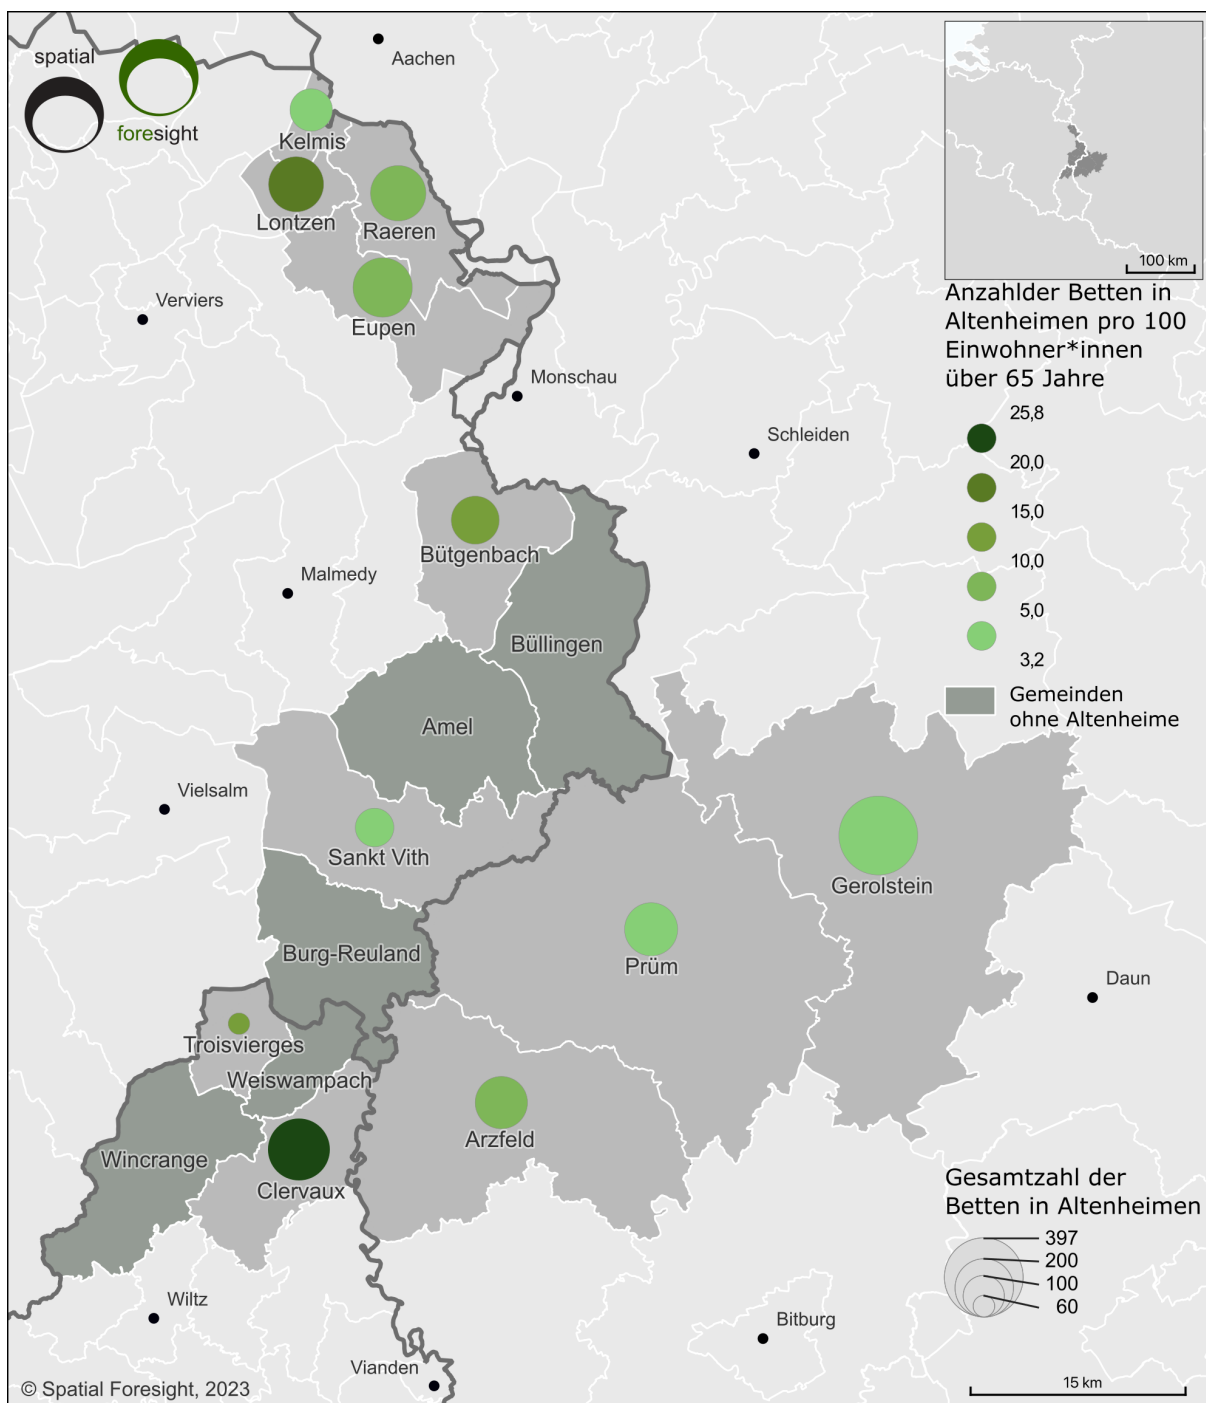 spatial
foresight
Aachen
Kelmis
Lontzen
Raeren
Eupen
Verviers
Monschau
Schleiden
Bütgenbach
Malmedy
Büllingen
Amel
Vielsalm
Sankt Vith
Gerolstein
Burg-Reuland
Prüm
Daun
Troisvierges
Weiswampach
Arzfeld
Wincrange
Clervaux
Wiltz
Bitburg
Vianden
© Spatial Foresight, 2023
100 km
Anzahlder Betten in
Altenheimen pro 100
Einwohner*innen
über 65 Jahre
25,8
20,0
15,0
10,0
5,0
3,2
Gemeinden
ohne Altenheime
Gesamtzahl der
Betten in Altenheimen
397
200
100
60
15 km